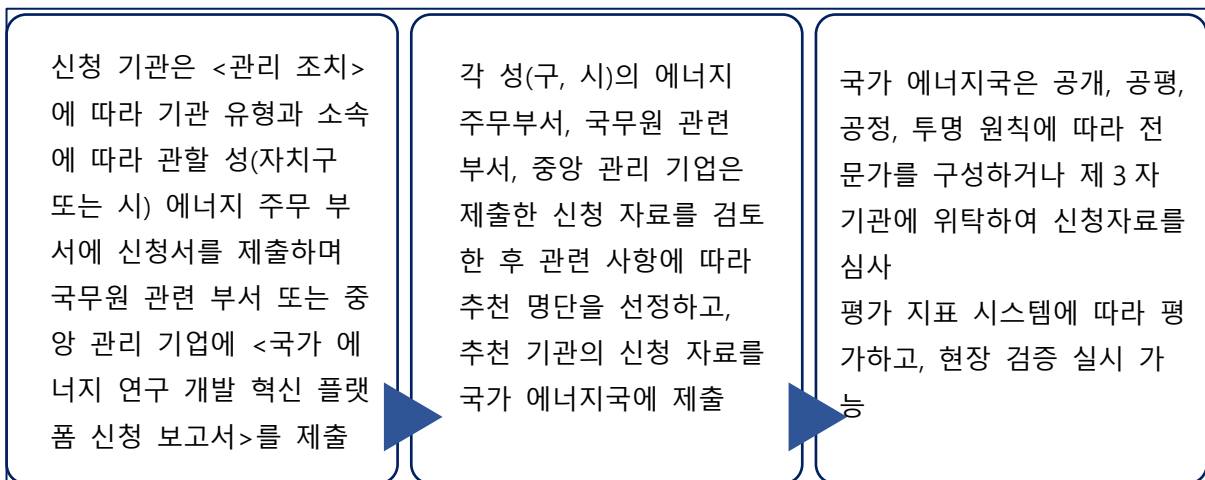 신청 기관은 <관리 조치>
에 따라 기관 유형과 소속
에 따라 관할 성(자치구
또는 시) 에너지 주무 부
서에 신청서를 제출하며
국무원 관련 부서 또는 중
앙 관리 기업에 <국가 에
너지 연구 개발 혁신 플랫
폼 신청 보고서>를 제출
각 성(구, 시)의 에너지
주무부서, 국무원 관련
부서, 중앙 관리 기업은
제출한 신청 자료를 검토
한 후 관련 사항에 따라
추천 명단을 선정하고,
추천 기관의 신청 자료를
국가 에너지국에 제출
국가 에너지국은 공개, 공평,
공정, 투명 원칙에 따라 전
문가를 구성하거나 제 3 자
기관에 위탁하여 신청자료를
심사
평가 지표 시스템에 따라 평
가하고, 현장 검증 실시 가
능